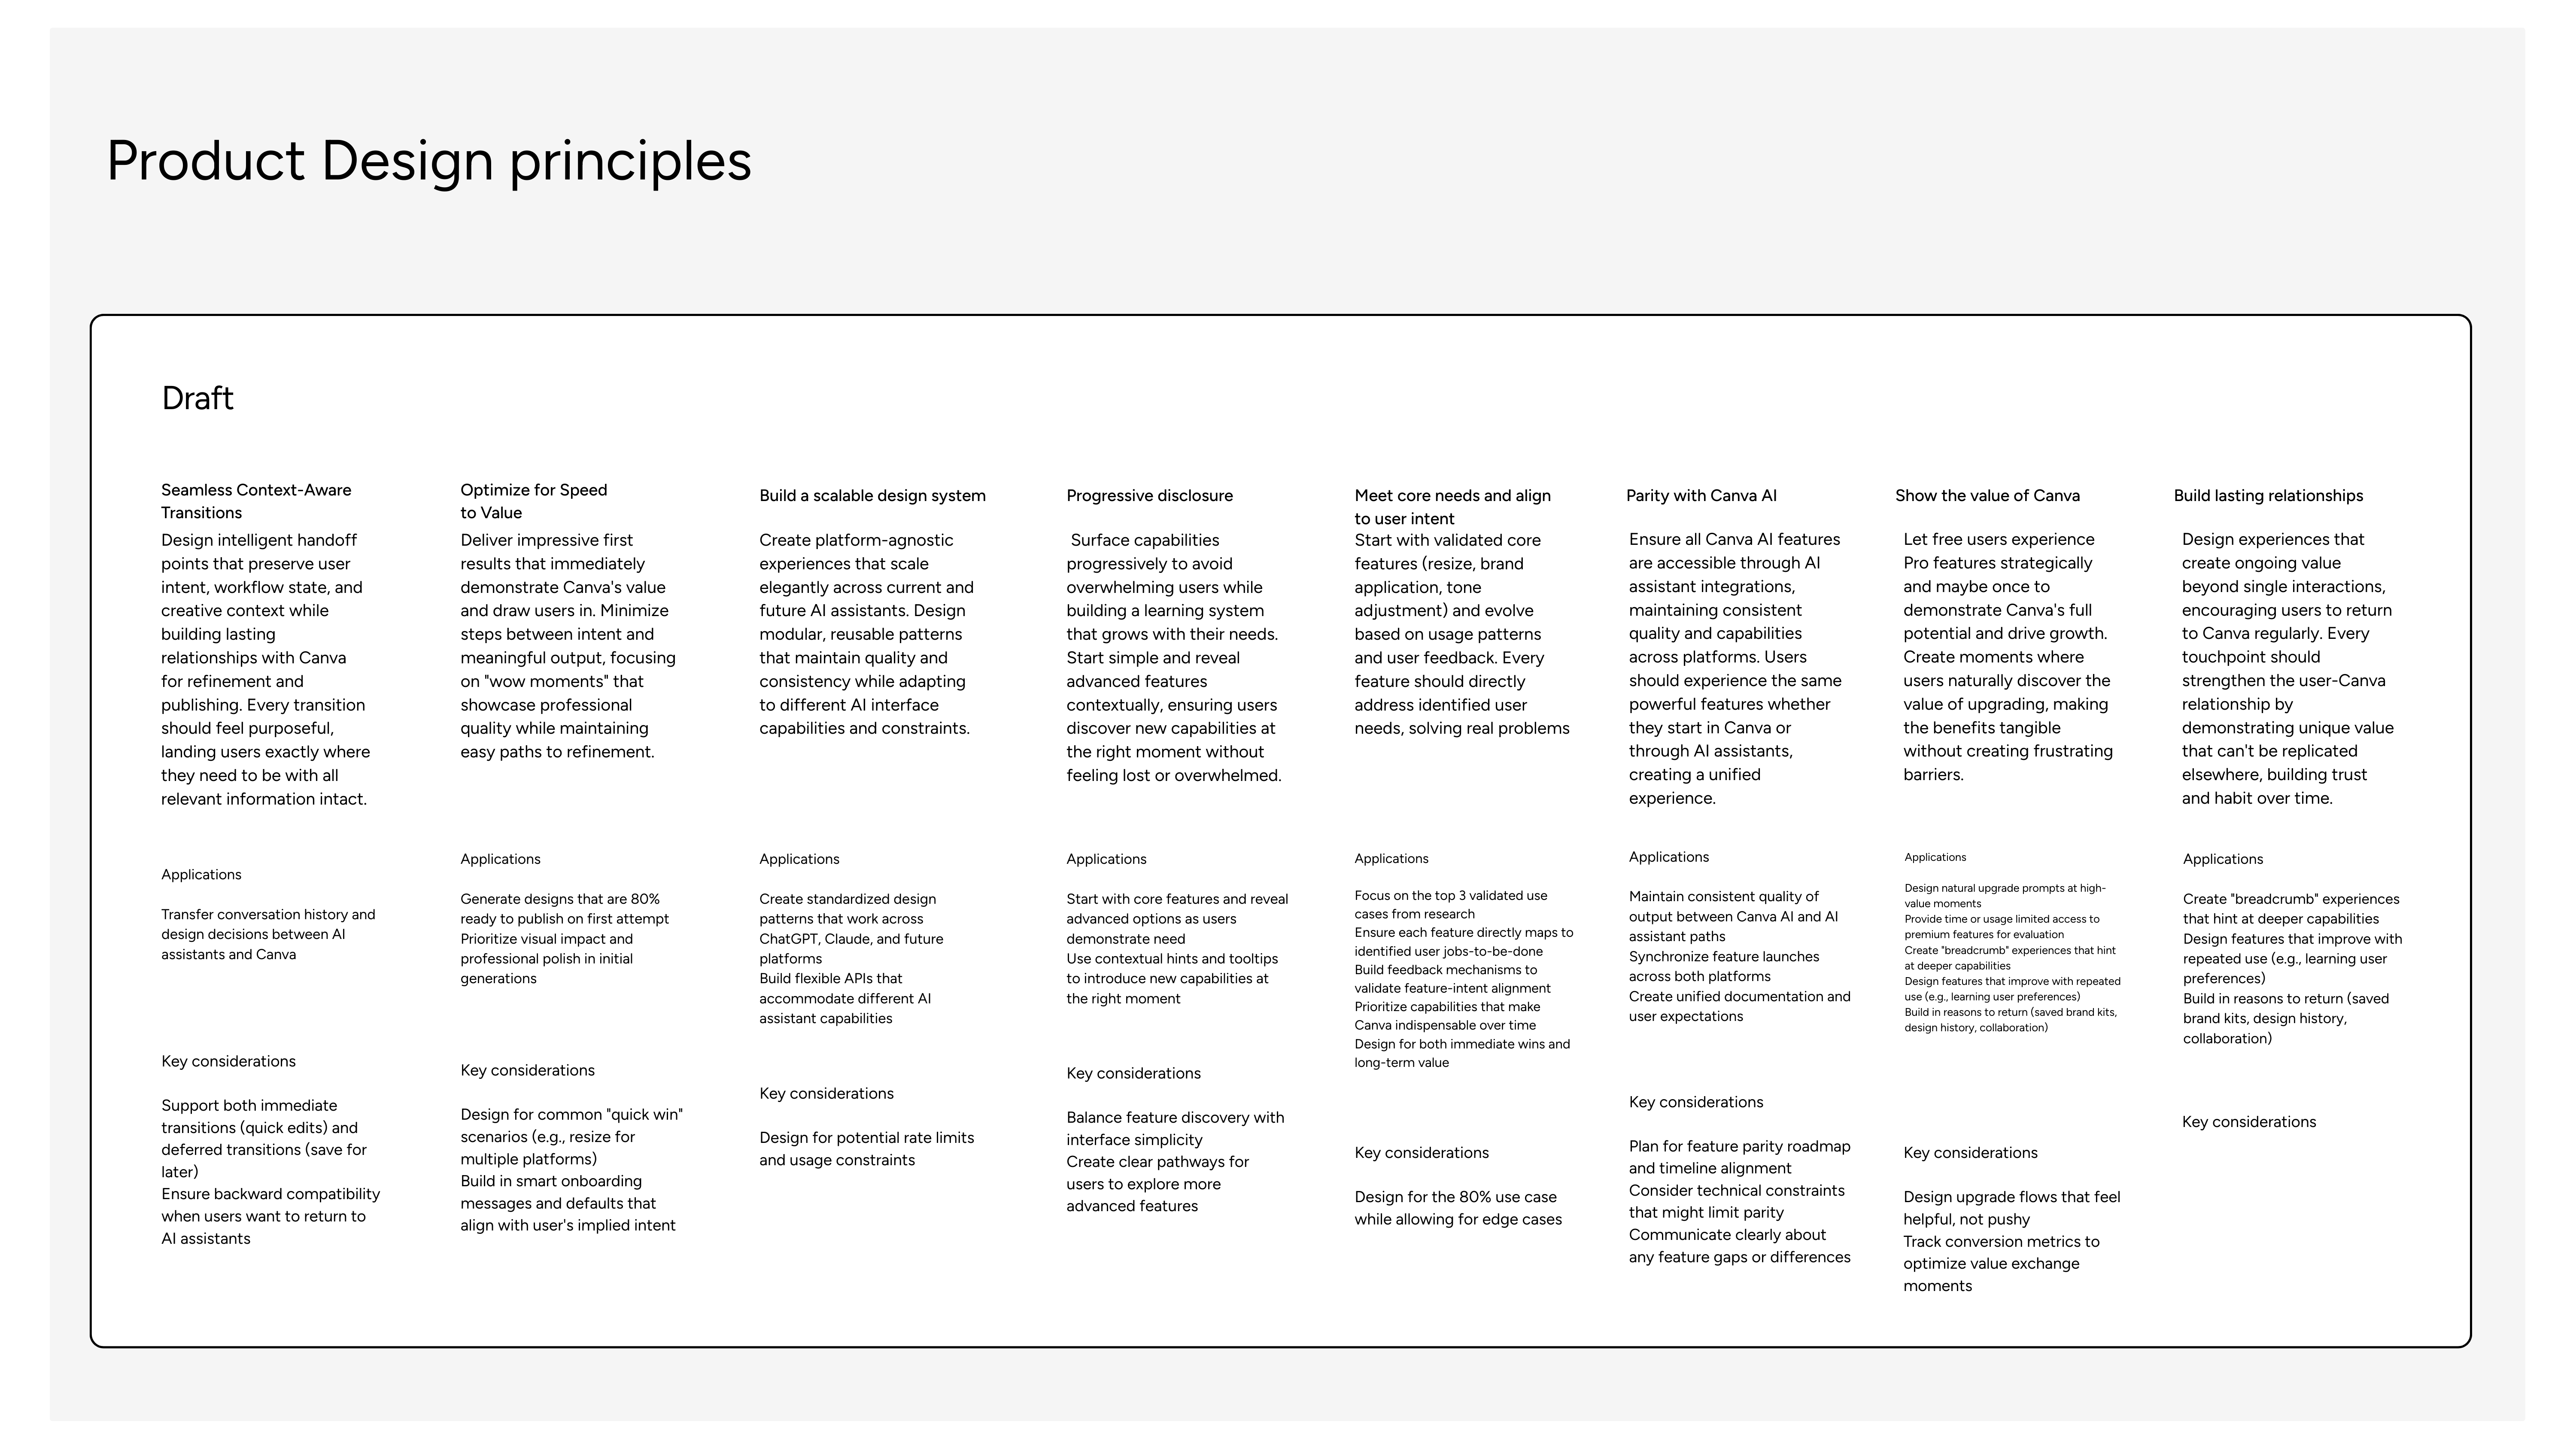 Product Design principles
Draft
Seamless Context-Aware
Transitions
Design intelligent handoff
points that preserve user
intent, workflow state, and
creative context while
building lasting
relationships with Canva
for refinement and
publishing. Every transition
should feel purposeful,
landing users exactly where
they need to be with all
relevant information intact.
Applications
Transfer conversation history and
design decisions between AI
assistants and Canva
Key considerations
Support both immediate
transitions (quick edits) and
deferred transitions (save for
later)
Ensure backward compatibility
when users want to return to
AI assistants
Optimize for Speed
to Value
Deliver impressive first
results that immediately
demonstrate Canva's value
and draw users in. Minimize
steps between intent and
meaningful output, focusing
on "wow moments" that
showcase professional
quality while maintaining
easy paths to refinement.
Applications
Generate designs that are 80%
ready to publish on first attempt
Prioritize visual impact and
professional polish in initial
generations
Key considerations
Design for common "quick win"
scenarios (e.g., resize for
multiple platforms)
Build in smart onboarding
messages and defaults that
align with user's implied intent
Build a scalable design system
Create platform-agnostic
experiences that scale
elegantly across current and
future AI assistants. Design
modular, reusable patterns
that maintain quality and
consistency while adapting
to different AI interface
capabilities and constraints.
Applications
Create standardized design
patterns that work across
ChatGPT, Claude, and future
platforms
Build flexible APIs that
accommodate different AI
assistant capabilities
Key considerations
Design for potential rate limits
and usage constraints
Progressive disclosure
Surface capabilities
progressively to avoid
overwhelming users while
building a learning system
that grows with their needs.
Start simple and reveal
advanced features
contextually, ensuring users
discover new capabilities at
the right moment without
feeling lost or overwhelmed.
Applications
Start with core features and reveal
advanced options as users
demonstrate need
Use contextual hints and tooltips
to introduce new capabilities at
the right moment
Key considerations
Balance feature discovery with
interface simplicity
Create clear pathways for
users to explore more
advanced features
Meet core needs and align
to user intent
Start with validated core
features (resize, brand
application, tone
adjustment) and evolve
based on usage patterns
and user feedback. Every
feature should directly
address identified user
needs, solving real problems
Applications
Focus on the top 3 validated use
cases from research
Ensure each feature directly maps to
identified user jobs-to-be-done
Build feedback mechanisms to
validate feature-intent alignment
Prioritize capabilities that make
Canva indispensable over time
Design for both immediate wins and
long-term value
Key considerations
Design for the 80% use case
while allowing for edge cases
Parity with Canva AI
Ensure all Canva AI features
are accessible through AI
assistant integrations,
maintaining consistent
quality and capabilities
across platforms. Users
should experience the same
powerful features whether
they start in Canva or
through AI assistants,
creating a unified
experience.
Applications
Maintain consistent quality of
output between Canva AI and AI
assistant paths
Synchronize feature launches
across both platforms
Create unified documentation and
user expectations
Key considerations
Plan for feature parity roadmap
and timeline alignment
Consider technical constraints
that might limit parity
Communicate clearly about
any feature gaps or differences
Show the value of Canva
Let free users experience
Pro features strategically
and maybe once to
demonstrate Canva's full
potential and drive growth.
Create moments where
users naturally discover the
value of upgrading, making
the benefits tangible
without creating frustrating
barriers.
Applications
Design natural upgrade prompts at high-
value moments
Provide time or usage limited access to
premium features for evaluation
Create "breadcrumb" experiences that hint
at deeper capabilities
Design features that improve with repeated
use (e.g., learning user preferences)
Build in reasons to return (saved brand kits,
design history, collaboration)
Key considerations
Design upgrade flows that feel
helpful, not pushy
Track conversion metrics to
optimize value exchange
moments
Build lasting relationships
Design experiences that
create ongoing value
beyond single interactions,
encouraging users to return
to Canva regularly. Every
touchpoint should
strengthen the user-Canva
relationship by
demonstrating unique value
that can't be replicated
elsewhere, building trust
and habit over time.
Applications
Create "breadcrumb" experiences
that hint at deeper capabilities
Design features that improve with
repeated use (e.g., learning user
preferences)
Build in reasons to return (saved
brand kits, design history,
collaboration)
Key considerations